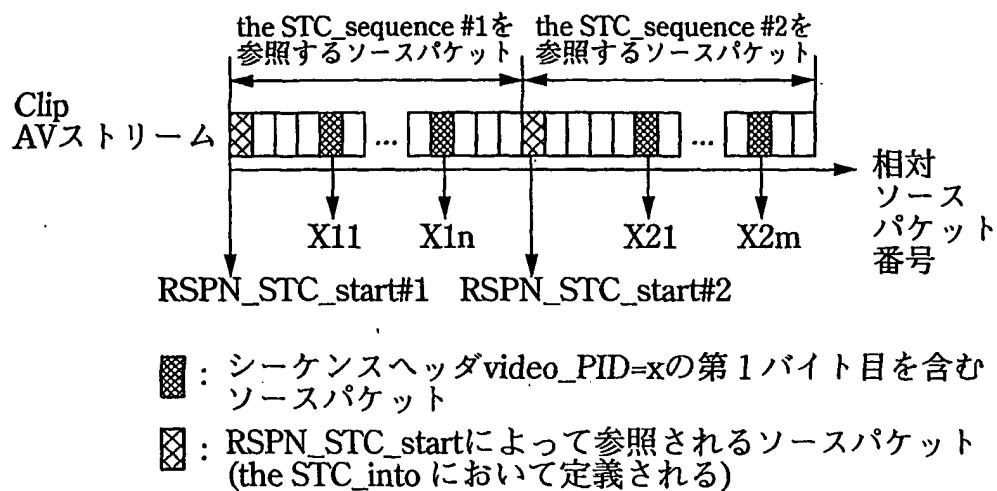 the STC_sequence #1を
参照するソースパケット
the STC_sequence #2を
参照するソースパケット
Clip
AVストリーム
...
...
相対
ソース
パケット
番号
X11
X1n
X21
X2m
RSPN_STC_start#1
RSPN_STC_start#2
: シーケンスヘッダvideo_PID=xの第1バイト目を含む
ソースパケット
: RSPN_STC_startによって参照されるソースパケット
(the STC_into において定義される)